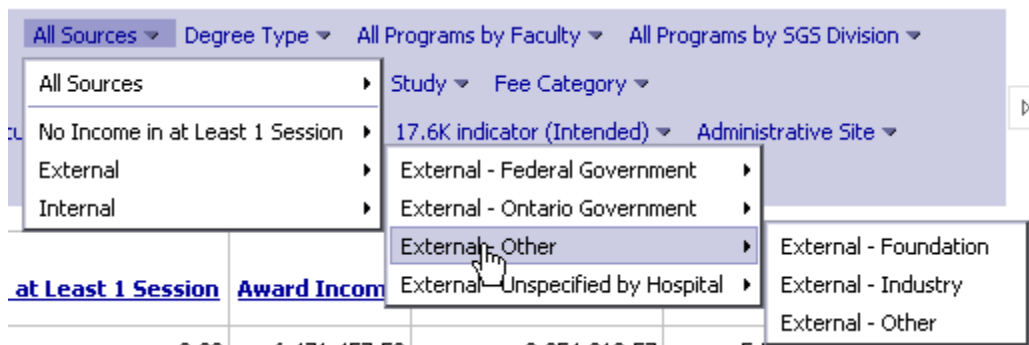 All Sources Degree Type All Programs by Faculty All Programs by SGS Division
All Sources Study Fee Category
No Income in at Least 1 Session 17.6K indicator (Intended) Administrative Site
External
Internal
External - Federal Government
External - Ontario Government
External - Other
External - Unspecified by Hospital
External - Foundation
External - Industry
External - Other
at Least 1 Session Award Incom